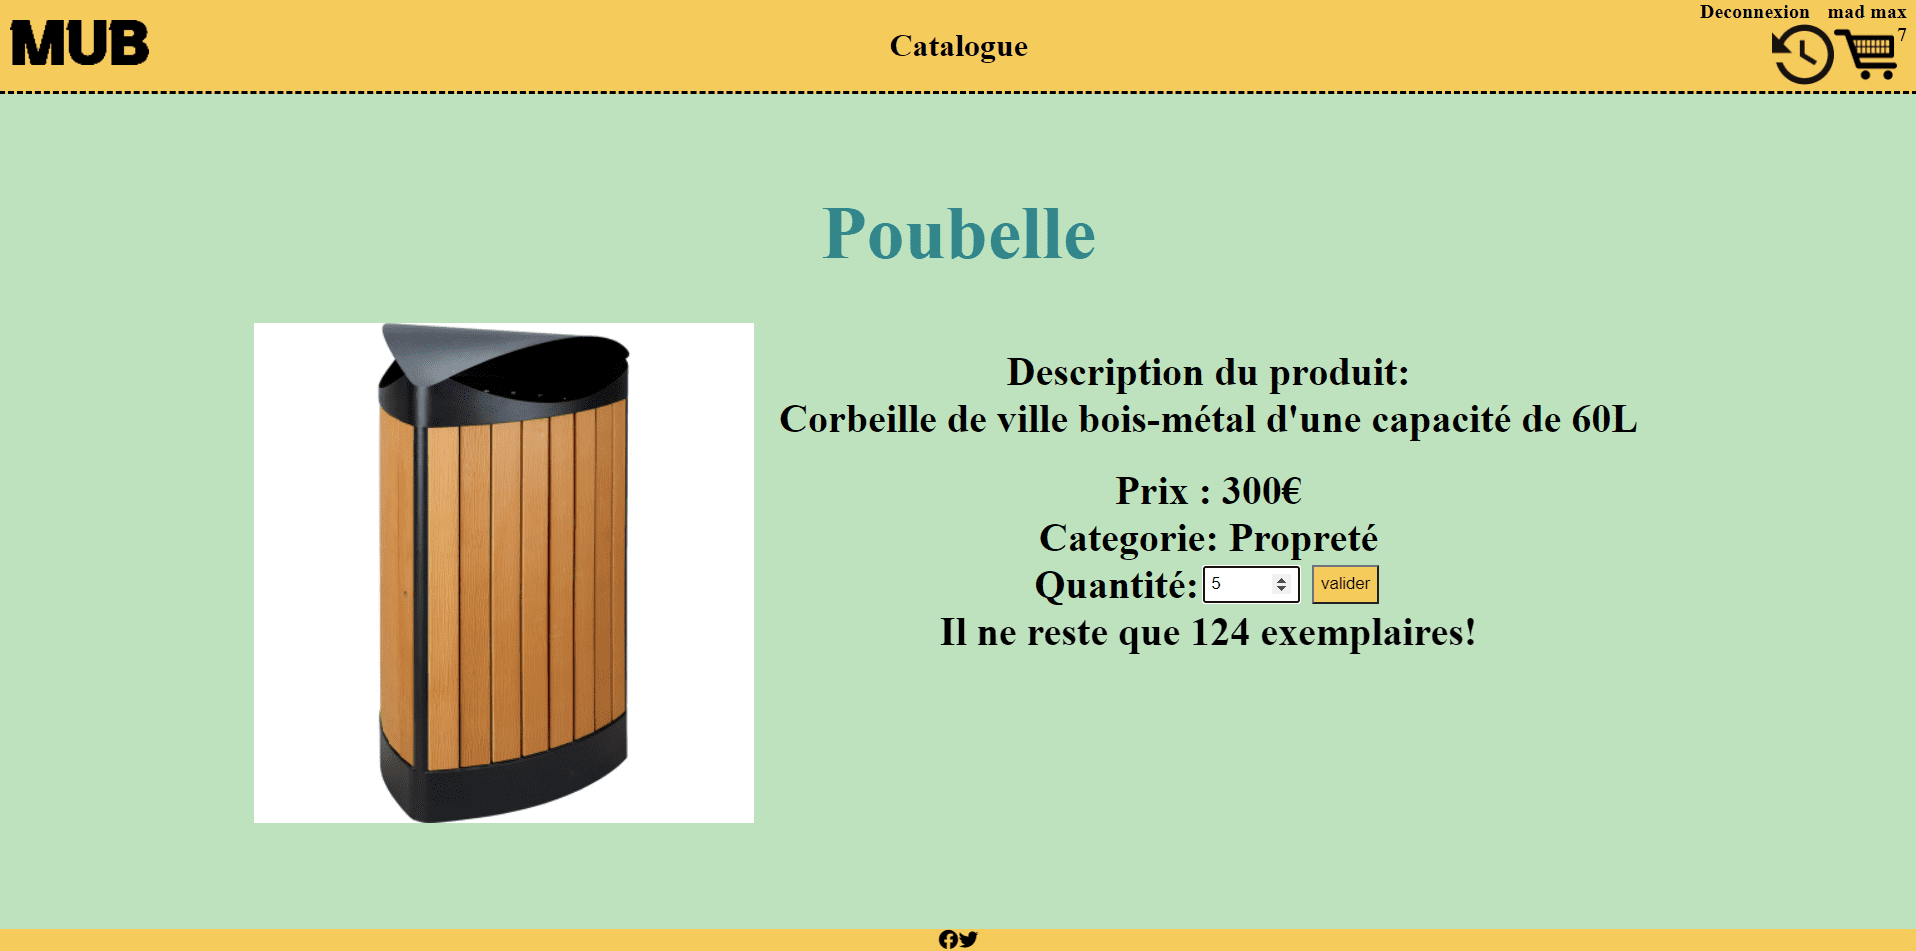 MUB
Catalogue
Deconnexion mad max
7
Poubelle
Description du produit:
Corbeille de ville bois-métal d'une capacité de 60L
Prix : 300€
Categorie: Propreté
Quantité: 5 valider
Il ne reste que 124 exemplaires!